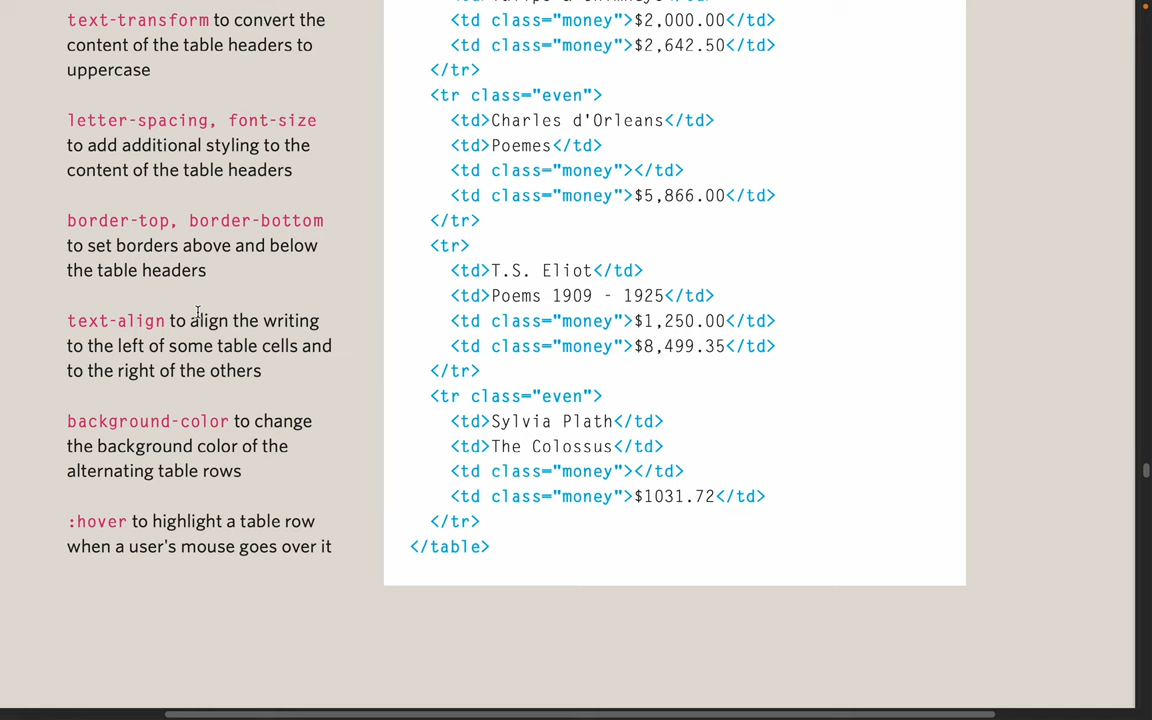 text-transform to convert the
content of the table headers to
uppercase
letter-spacing, font-size
to add additional styling to the
content of the table headers
border-top, border-bottom
to set borders above and below
the table headers
text-align to align the writing
to the left of some table cells and
to the right of the others
background-color to change
the background color of the
alternating table rows
:hover to highlight a table row
when a user's mouse goes over it
<td class="money">$2,000.00</td>
<td class="money">$2,642.50</td>
</tr>
<tr class="even">
<td>Charles d'Orleans</td>
<td>Poemes</td>
<td class="money"></td>
<td class="money">$5,866.00</td>
</tr>
<tr>
<td>T.S. Eliot</td>
<td>Poems 1909 - 1925</td>
<td class="money">$1,250.00</td>
<td class="money">$8,499.35</td>
</tr>
<tr class="even">
<td>Sylvia Plath</td>
<td>The Colossus</td>
<td class="money"></td>
<td class="money">$1031.72</td>
</tr>
</table>